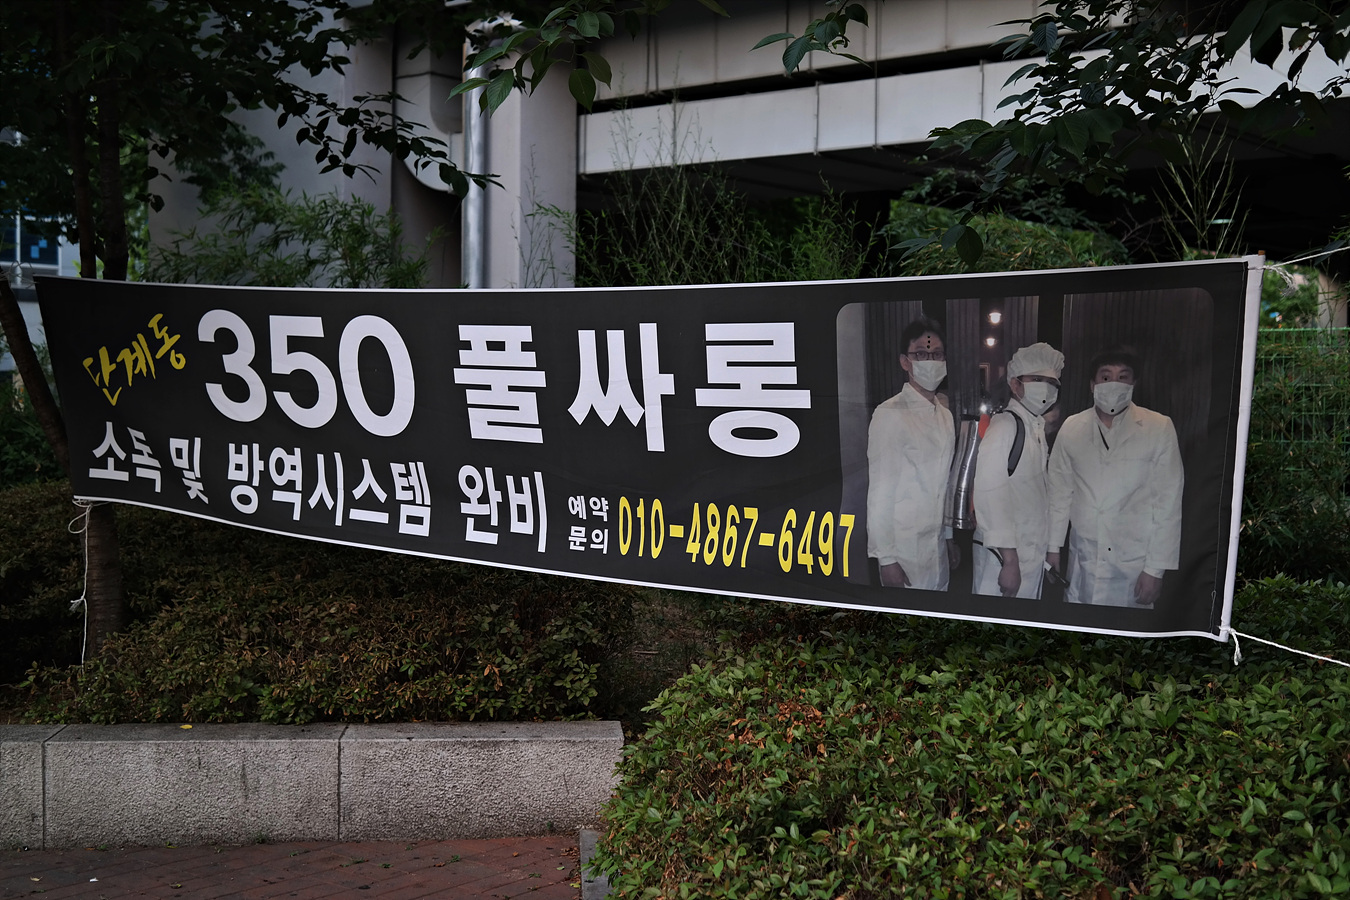 단계동 350 풀싸롱
소독 및 방역시스템 완비
예약
문의 010-4867-6497